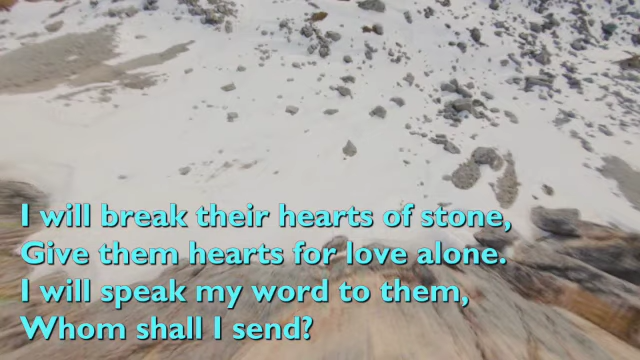 I will break their hearts of stone,
Give them hearts for love alone.
I will speak my word to them,
Whom shall I send?